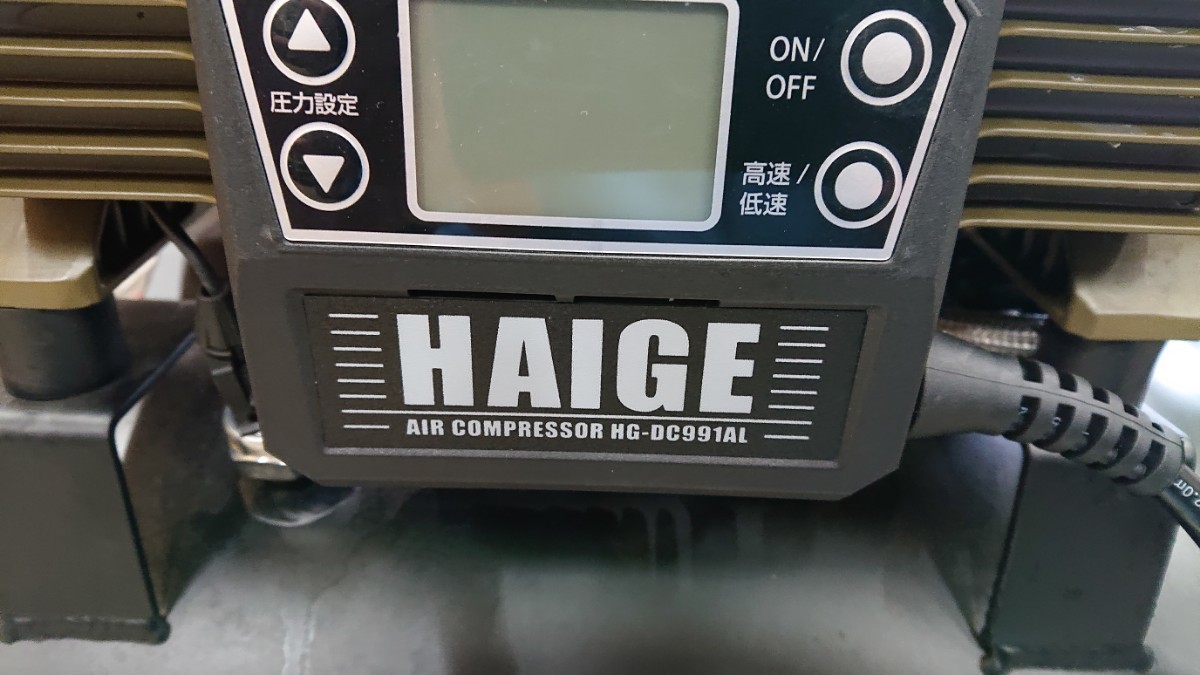 圧力設定
ON/
OFF
高速/
低速
HAIGE
AIR COMPRESSOR HG-DC991AL